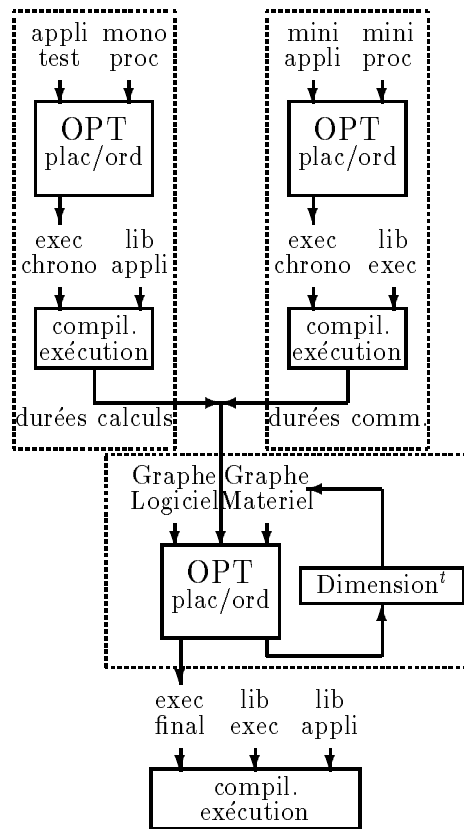 appli mono mini mini
test proc appli proc
OPT OPT
plac/ord plac/ord
exec lib exec lib
chrono appli chrono exec
compil. compil.
exécution exécution
durées calculs durées comm.
Graphe Graphe
Logiciel Materiel
OPT
plac/ord
Dimension^t
exec lib lib
final exec appli
compil.
exécution